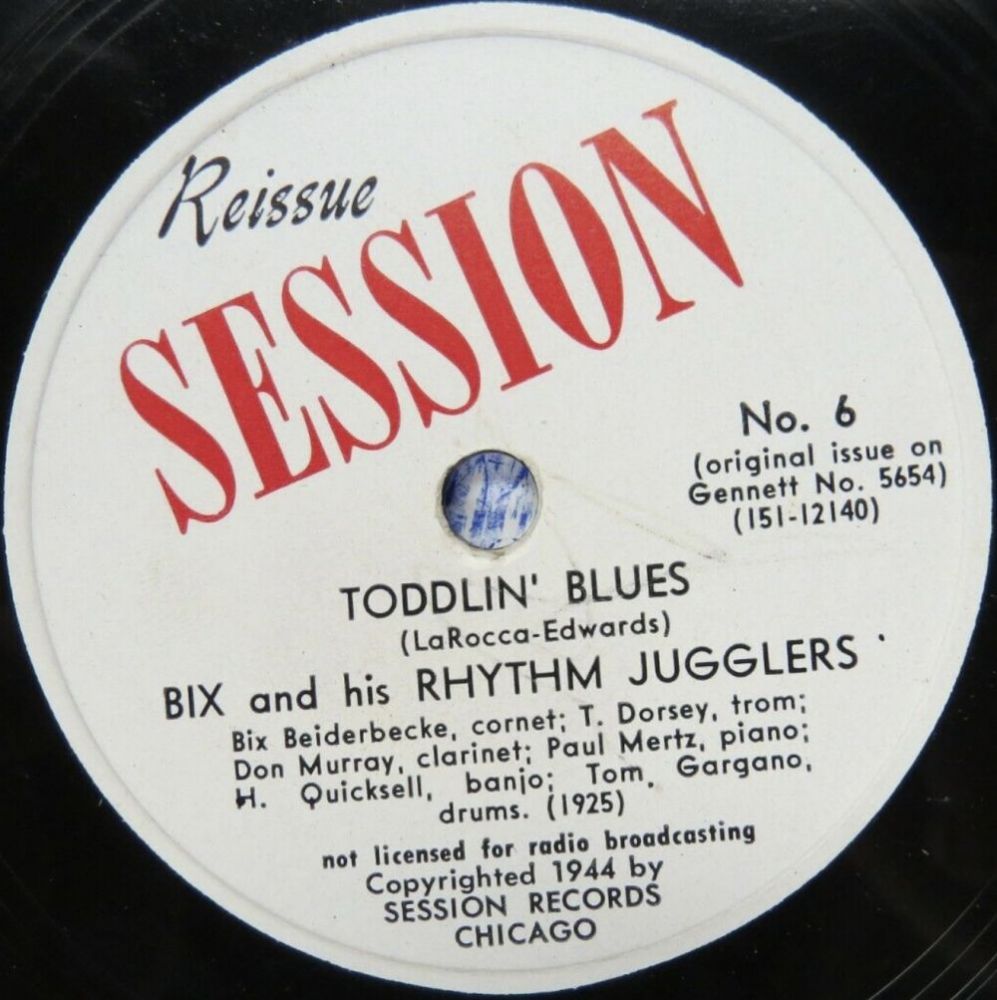 Reissue
SESSION
No. 6
(original issue on
Gennett No. 5654)
(151-12140)
TODDLIN' BLUES
(LaRocca-Edwards)
BIX and his RHYTHM JUGGLERS
Bix Beiderbecke, cornet; T. Dorsey, trom;
Don Murray, clarinet; Paul Mertz, piano;
H. Quicksell, banjo; Tom. Gargano,
drums. (1925)
not licensed for radio broadcasting
Copyrighted 1944 by
SESSION RECORDS
CHICAGO